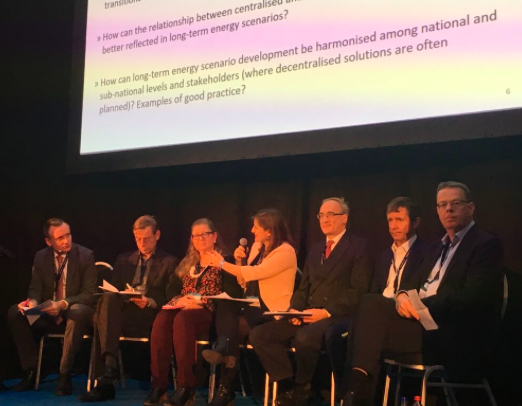 » How can the relationship between centralised
better reflected in long-term energy scenarios?
» How can long-term energy scenario development be harmonised among national and
sub-national levels and stakeholders (where decentralised solutions are often
planned)? Examples of good practice?
6